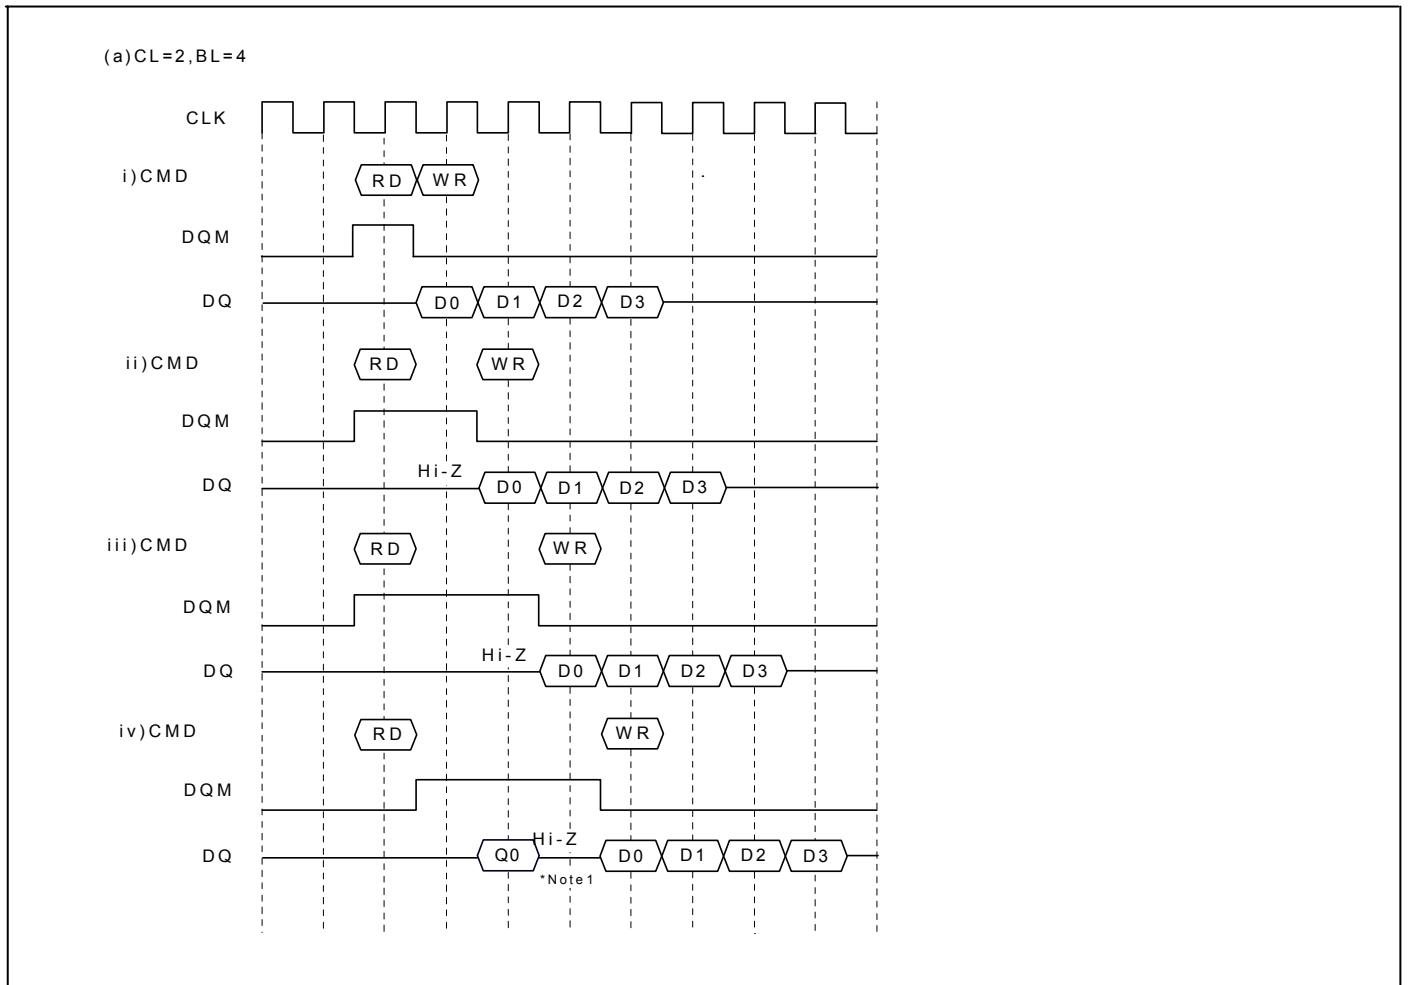 (a)CL=2,BL=4
CLK
i)CMD RD WR
DQM
DQ D0 D1 D2 D3
ii)CMD RD WR
DQM
Hi-Z
DQ D0 D1 D2 D3
iii)CMD RD WR
DQM
Hi-Z
DQ D0 D1 D2 D3
iv)CMD RD WR
DQM
Hi-Z
DQ Q0 D0 D1 D2 D3
*Note1